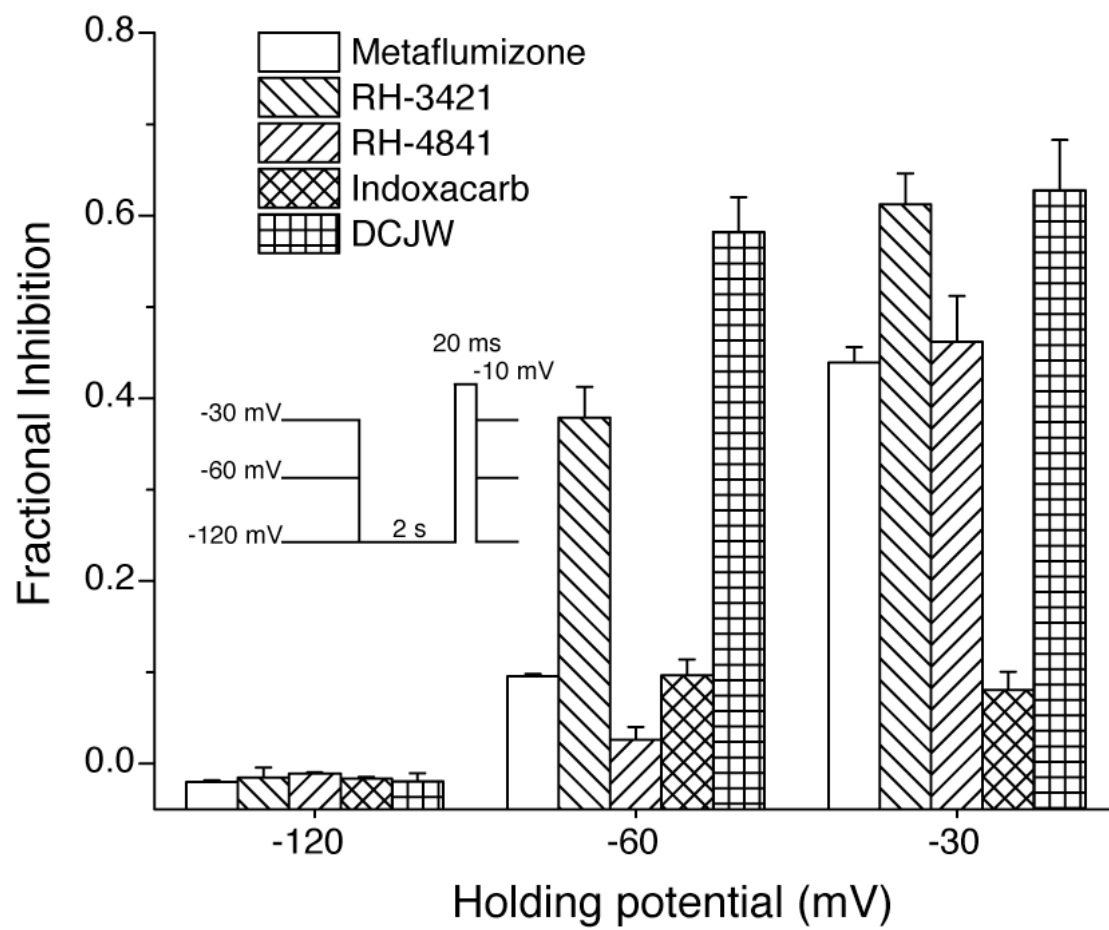 Fractional Inhibition
0.8
0.6
0.4
0.2
0.0
Metaflumizone
RH-3421
RH-4841
Indoxacarb
DCJW
20 ms
-10 mV
-30 mV
-60 mV
-120 mV
2 s
-120
-60
-30
Holding potential (mV)